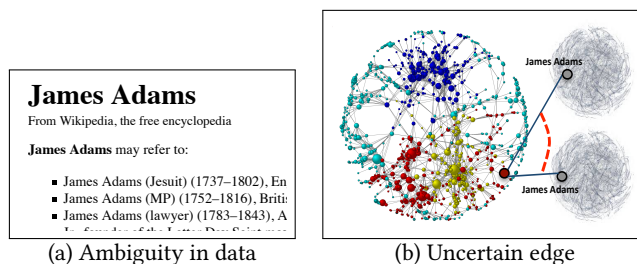 James Adams
From Wikipedia, the free encyclopedia
James Adams may refer to:
James Adams (Jesuit) (1737–1802), En
James Adams (MP) (1752–1816), Britis
James Adams (lawyer) (1783–1843), A
(a) Ambiguity in data
James Adams
James Adams
(b) Uncertain edge